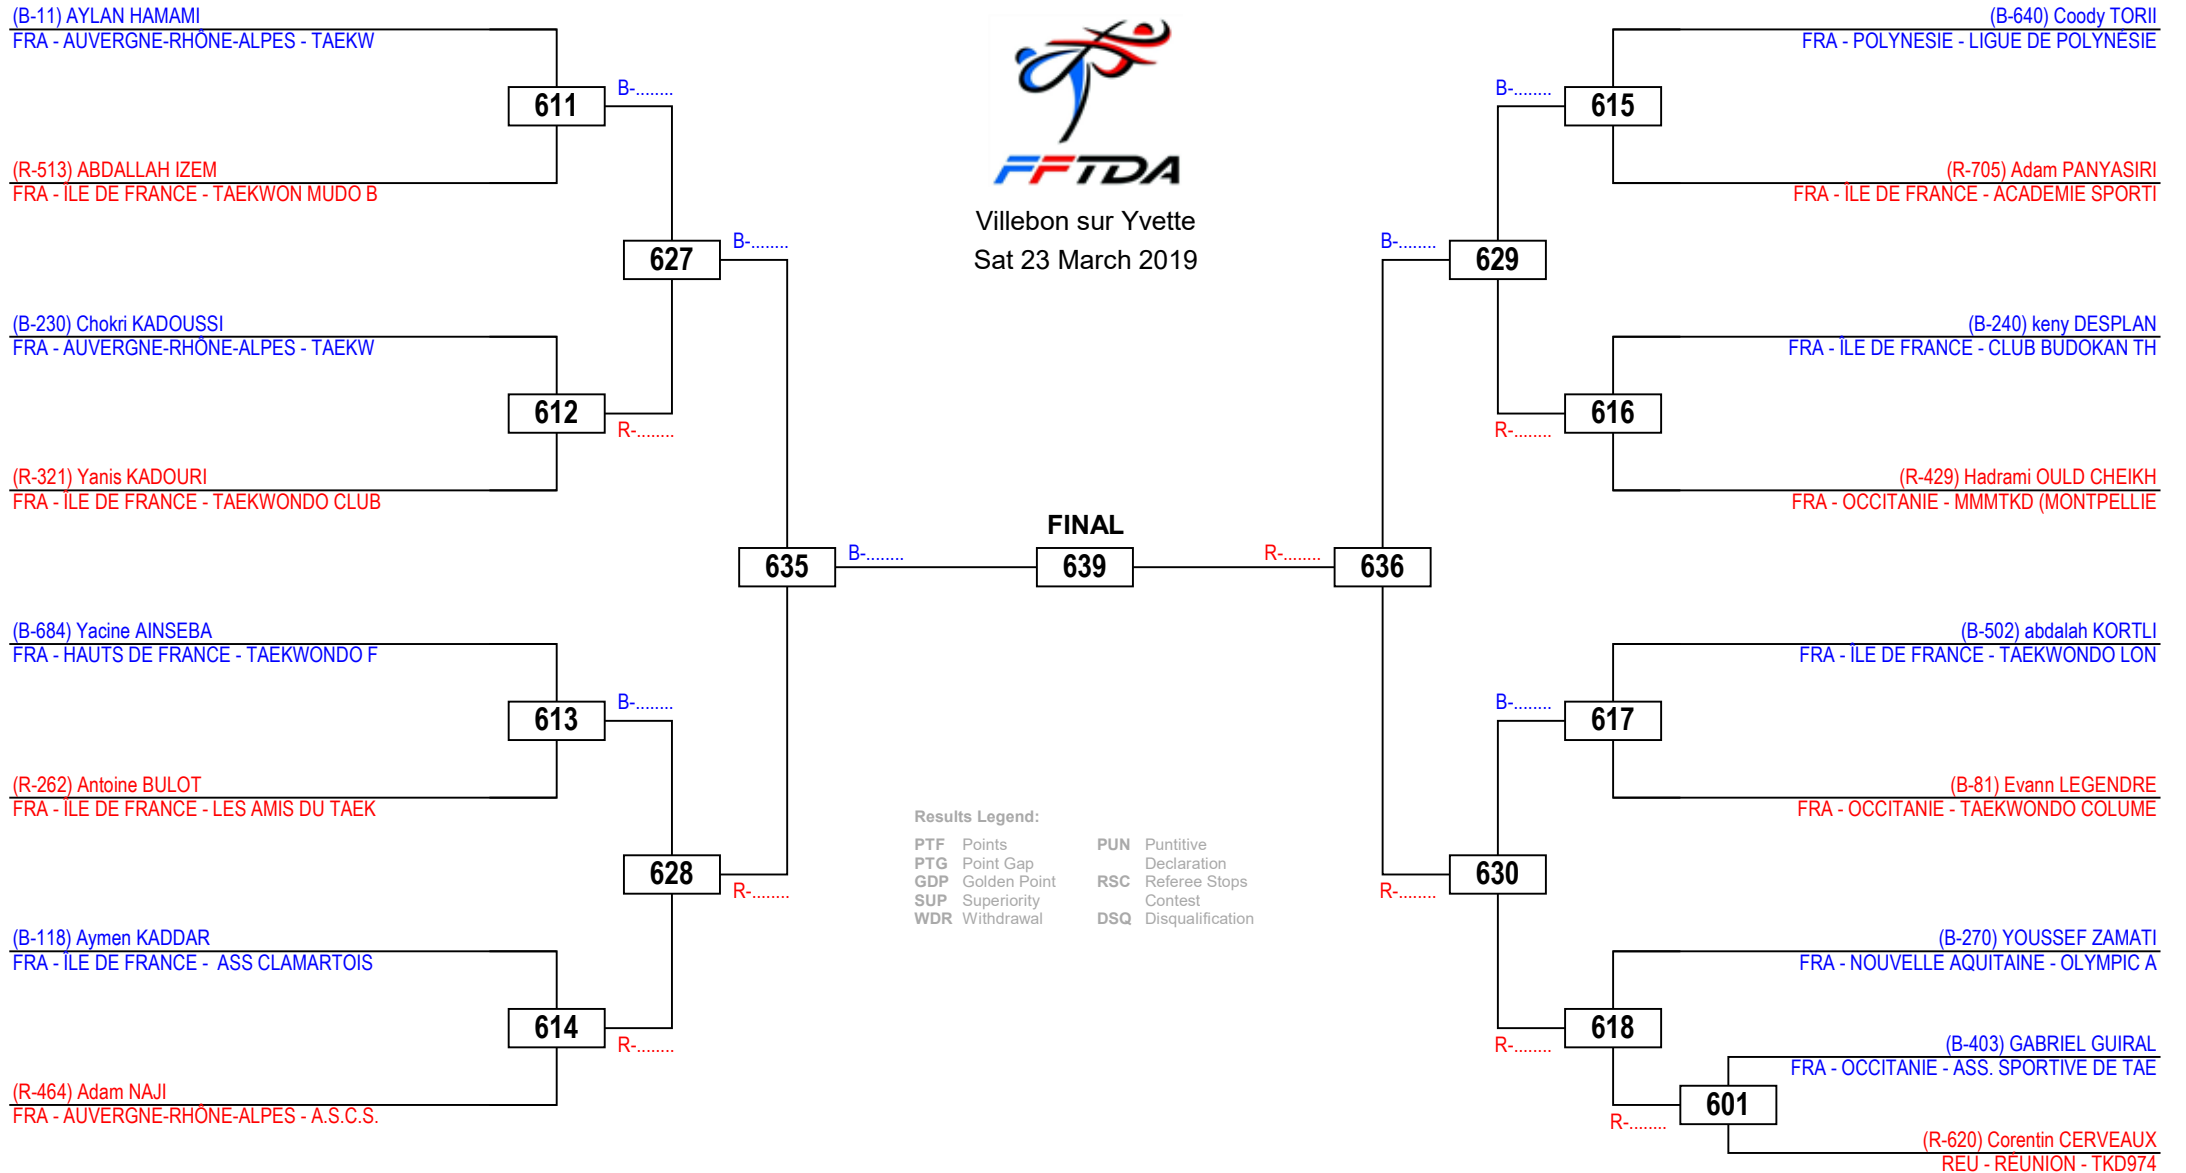 (B-11) AYLAN HAMAMI
FRA - AUVERGNE-RHÔNE-ALPES - TAEKW
611
B-........
(R-513) ABDALLAH IZEM
FRA - ÎLE DE FRANCE - TAEKWON MUDO B
627
B-........
(B-230) Chokri KADOUSSI
FRA - AUVERGNE-RHÔNE-ALPES - TAEKW
612
R-........
(R-321) Yanis KADOURI
FRA - ÎLE DE FRANCE - TAEKWONDO CLUB
635
B-........
(B-684) Yacine AINSEBA
FRA - HAUTS DE FRANCE - TAEKWONDO F
613
B-........
(R-262) Antoine BULOT
FRA - ÎLE DE FRANCE - LES AMIS DU TAEK
628
R-........
(B-118) Aymen KADDAR
FRA - ÎLE DE FRANCE -  ASS CLAMARTOIS
614
R-........
(R-464) Adam NAJI
FRA - AUVERGNE-RHÔNE-ALPES - A.S.C.S.
FFTDA
Villebon sur Yvette
Sat 23 March 2019
FINAL
639
Results Legend:
PTF Points
PTG Point Gap
GDP Golden Point
SUP Superiority
WDR Withdrawal
PUN Puntitive
Declaration
RSC Referee Stops
Contest
DSQ Disqualification
(B-640) Coody TORII
FRA - POLYNESIE - LIGUE DE POLYNÉSIE
B-........
615
(R-705) Adam PANYASIRI
FRA - ÎLE DE FRANCE - ACADEMIE SPORTI
B-........
629
(B-240) keny DESPLAN
FRA - ÎLE DE FRANCE - CLUB BUDOKAN TH
616
R-........
(R-429) Hadrami OULD CHEIKH
FRA - OCCITANIE - MMMTKD (MONTPELLIE
R-........
636
(B-502) abdalah KORTLI
FRA - ÎLE DE FRANCE - TAEKWONDO LON
B-........
617
(B-81) Evann LEGENDRE
FRA - OCCITANIE - TAEKWONDO COLUME
630
R-........
(B-270) YOUSSEF ZAMATI
FRA - NOUVELLE AQUITAINE - OLYMPIC A
618
R-........
(B-403) GABRIEL GUIRAL
FRA - OCCITANIE - ASS. SPORTIVE DE TAE
601
R-........
(R-620) Corentin CERVEAUX
REU - RÉUNION - TKD974